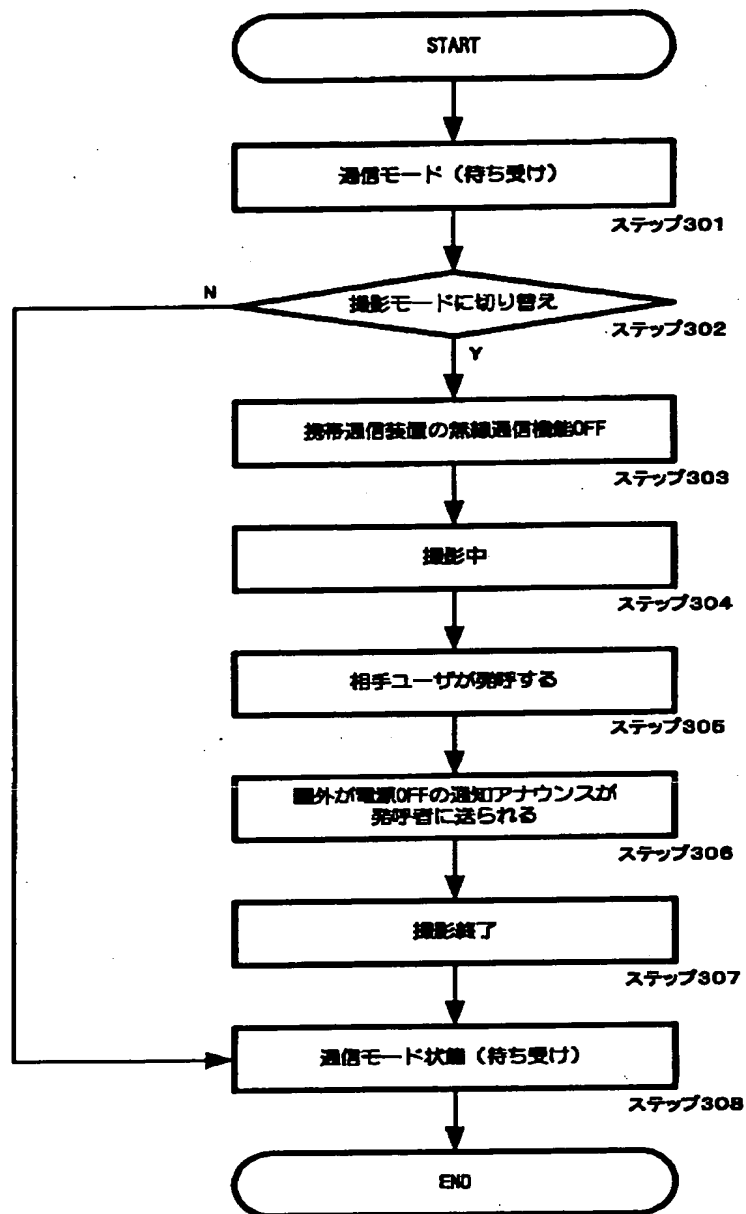 START
通信モード（待ち受け）
ステップ301
N
撮影モードに切り替え
ステップ302
Y
携帯通信装置の無線通信機能OFF
ステップ303
撮影中
ステップ304
相手ユーザが発呼する
ステップ305
圏外が電源OFFの通知アナウンスが
発呼者に送られる
ステップ306
撮影終了
ステップ307
通信モード状態（待ち受け）
ステップ308
END